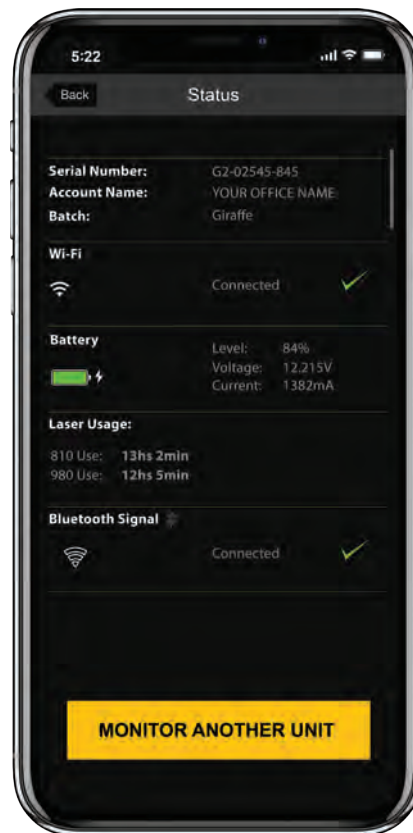 5:22
Back Status
Serial Number: G2-02545-845
Account Name: YOUR OFFICE NAME
Batch: Giraffe
Wi-Fi
Connected
Battery
Level: 84%
Voltage: 12.215V
Current: 1382mA
Laser Usage:
810 Use: 13hs 2min
980 Use: 12hs 5min
Bluetooth Signal
Connected
MONITOR ANOTHER UNIT